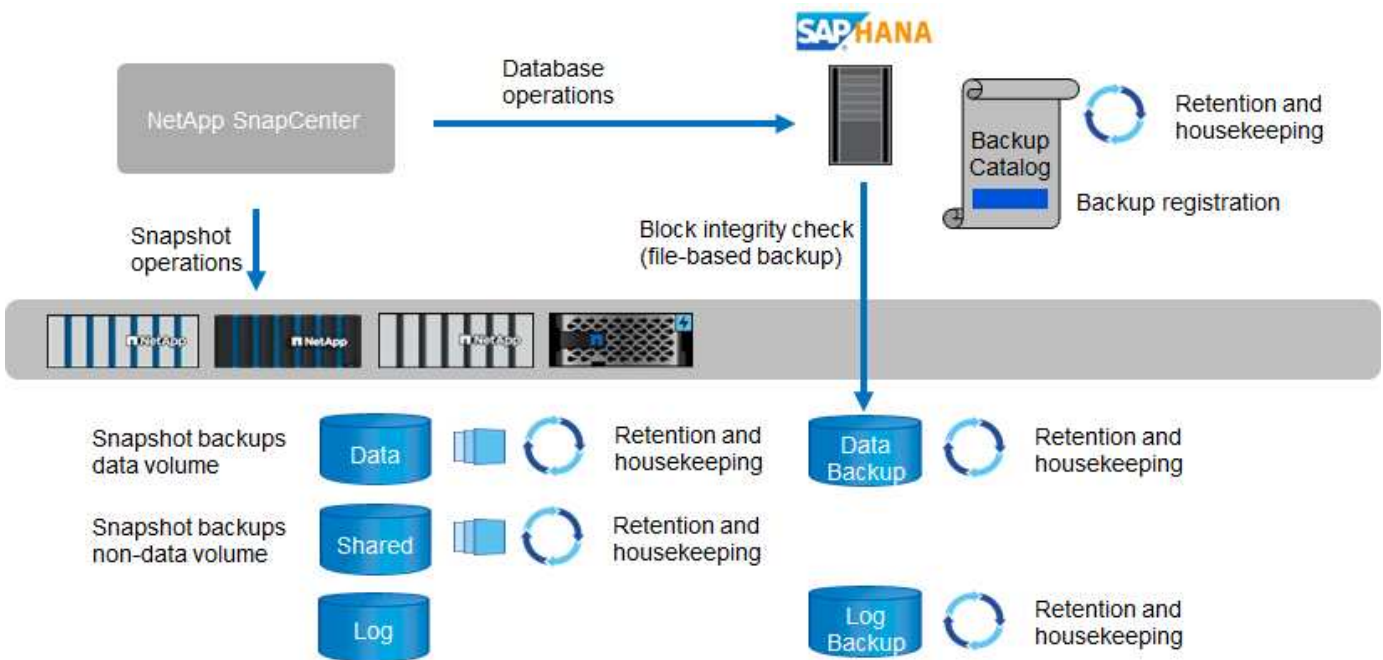 SAP HANA
NetApp SnapCenter
Database
operations
Backup
Catalog
Retention and
housekeeping
Backup registration
Snapshot
operations
Block integrity check
(file-based backup)
NetApp
NetApp
NetApp
Snapshot backups
data volume
Data
Retention and
housekeeping
Data
Backup
Retention and
housekeeping
Snapshot backups
non-data volume
Shared
Retention and
housekeeping
Log
Log
Backup
Retention and
housekeeping